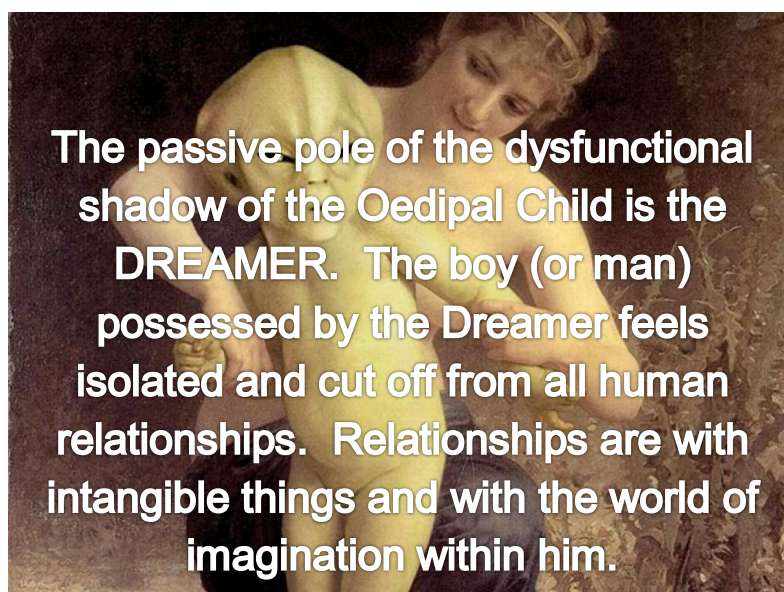 The passive pole of the dysfunctional
shadow of the Oedipal Child is the
DREAMER.  The boy (or man)
possessed by the Dreamer feels
isolated and cut off from all human
relationships.  Relationships are with
intangible things and with the world of
imagination within him.